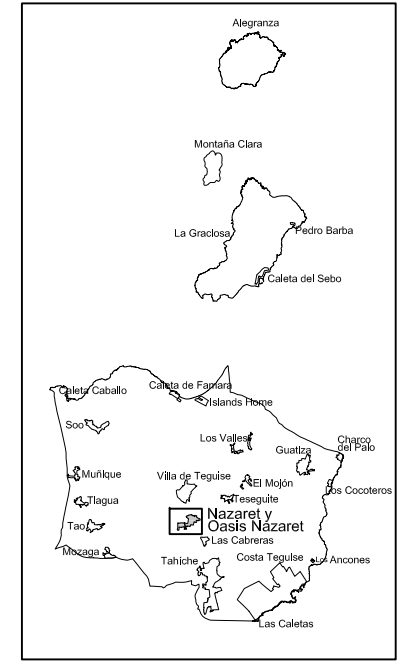 Alegranza
Montaña Clara
La Graciosa
Pedro Barba
Caleta del Sebo
Caleta Caballo
Caleta de Famara
Islands Home
Soo
Los Valles
Guatiza
Charco
del Palo
Muñique
Villa de Teguise
El Mojón
Los Cocoteros
Tiagua
Teseguite
Nazaret y
Oasis Nazaret
Tao
Las Cabreras
Mozaga
Tahiche
Costa Teguise
Los Ancones
Las Caletas